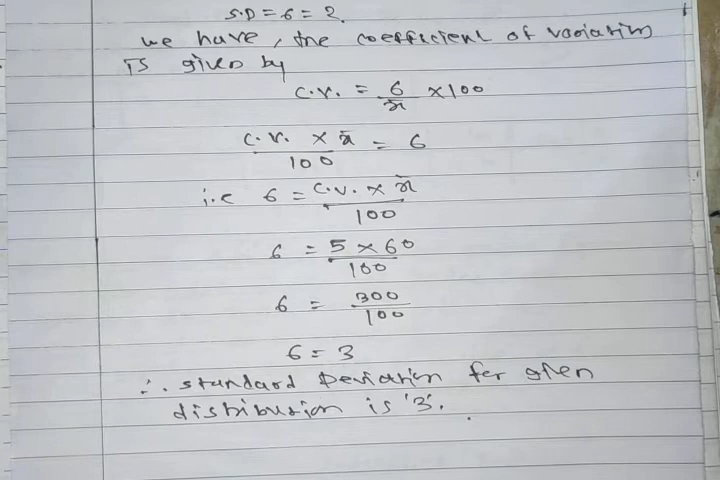 S.D = σ = ?
we have, the coefficient of variation
is given by
C.V. = σ/x̄ × 100
C.V. × x̄ / 100 = σ
i.e σ = C.V. × x̄ / 100
σ = 5 × 60 / 100
σ = 300 / 100
σ = 3
∴ standard Deviation for given
distribution is '3'.